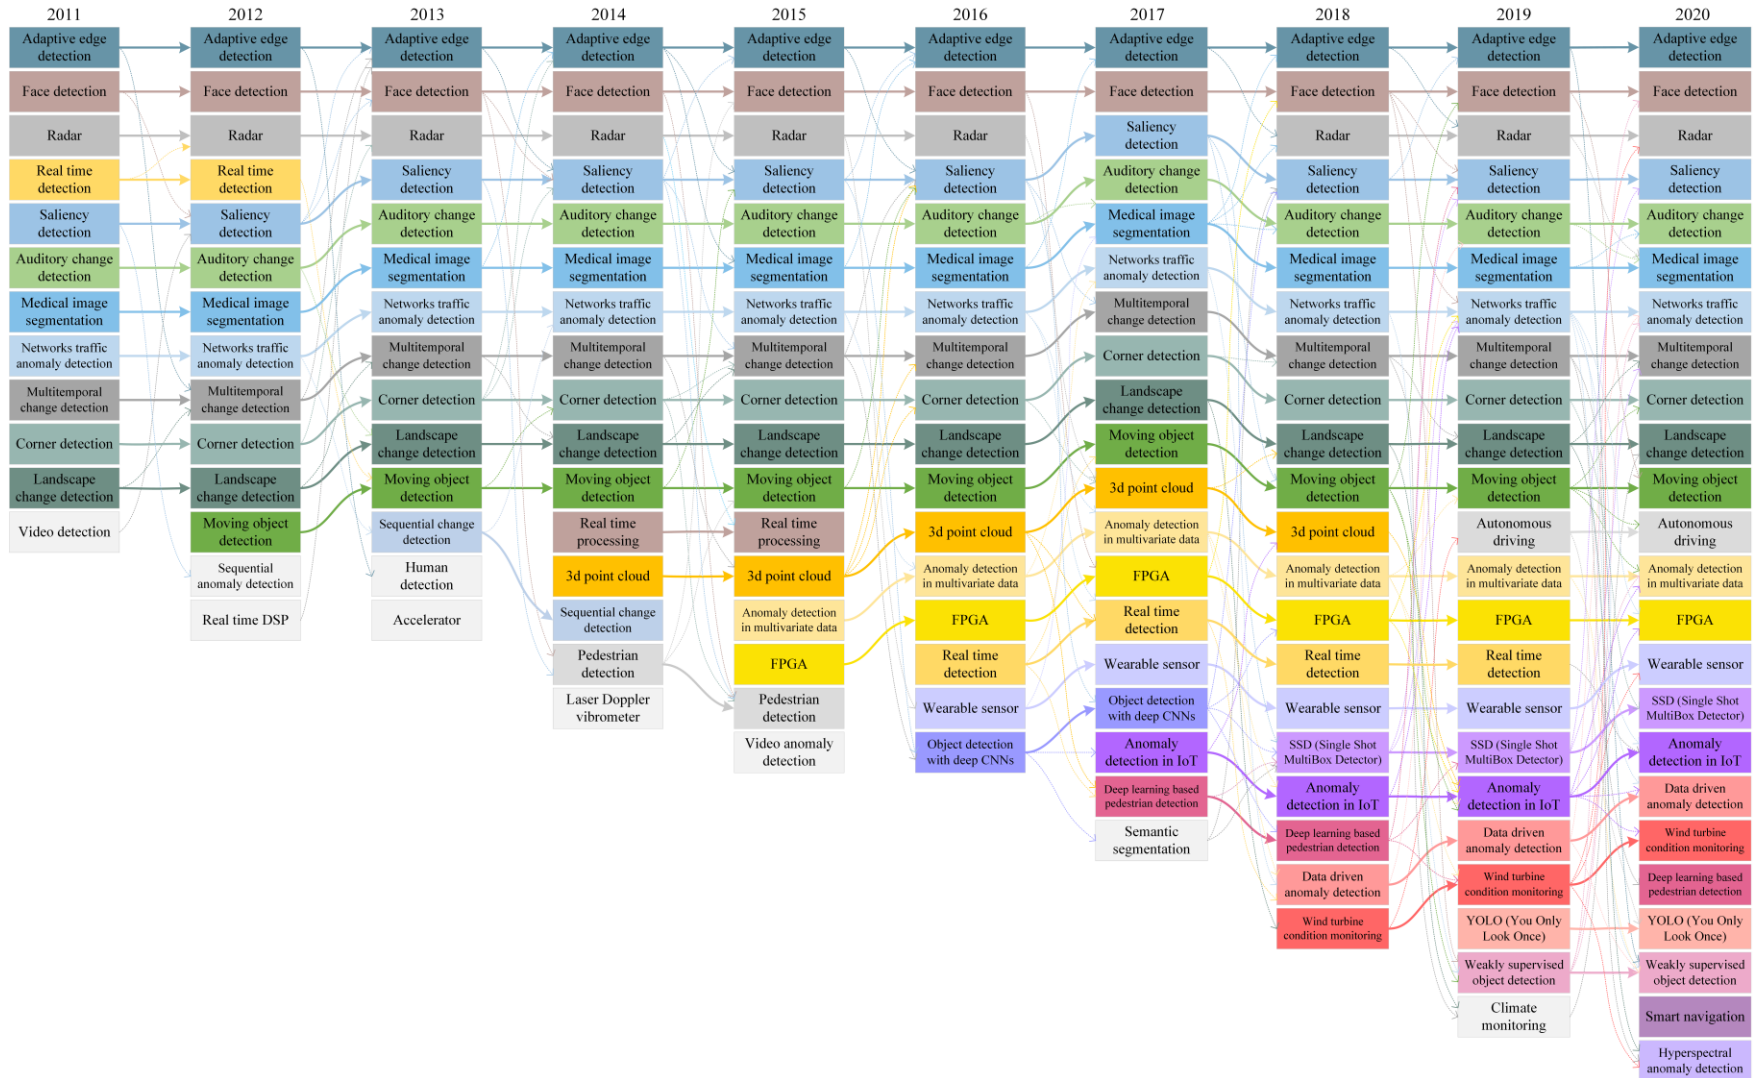 2011
Adaptive edge
detection
Face detection
Radar
Real time
detection
Saliency
detection
Auditory change
detection
Medical image
segmentation
Networks traffic
anomaly detection
Multitemporal
change detection
Corner detection
Landscape
change detection
Video detection
2012
Adaptive edge
detection
Face detection
Radar
Real time
detection
Saliency
detection
Auditory change
detection
Medical image
segmentation
Networks traffic
anomaly detection
Multitemporal
change detection
Corner detection
Landscape
change detection
Moving object
detection
Sequential
anomaly detection
Real time DSP
2013
Adaptive edge
detection
Face detection
Radar
Saliency
detection
Auditory change
detection
Medical image
segmentation
Networks traffic
anomaly detection
Multitemporal
change detection
Corner detection
Landscape
change detection
Moving object
detection
Sequential change
detection
Human
detection
Accelerator
2014
Adaptive edge
detection
Face detection
Radar
Saliency
detection
Auditory change
detection
Medical image
segmentation
Networks traffic
anomaly detection
Multitemporal
change detection
Corner detection
Landscape
change detection
Moving object
detection
Real time
processing
3d point cloud
Sequential change
detection
Pedestrian
detection
Laser Doppler
vibrometer
2015
Adaptive edge
detection
Face detection
Radar
Saliency
detection
Auditory change
detection
Medical image
segmentation
Networks traffic
anomaly detection
Multitemporal
change detection
Corner detection
Landscape
change detection
Moving object
detection
Real time
processing
3d point cloud
Anomaly detection
in multivariate data
FPGA
Pedestrian
detection
Video anomaly
detection
2016
Adaptive edge
detection
Face detection
Radar
Saliency
detection
Auditory change
detection
Medical image
segmentation
Networks traffic
anomaly detection
Multitemporal
change detection
Corner detection
Landscape
change detection
Moving object
detection
3d point cloud
Anomaly detection
in multivariate data
FPGA
Real time
detection
Wearable sensor
Object detection
with deep CNNs
2017
Adaptive edge
detection
Face detection
Saliency
detection
Auditory change
detection
Medical image
segmentation
Networks traffic
anomaly detection
Multitemporal
change detection
Corner detection
Landscape
change detection
Moving object
detection
3d point cloud
Anomaly detection
in multivariate data
FPGA
Real time
detection
Wearable sensor
Object detection
with deep CNNs
Anomaly
detection in IoT
Deep learning based
pedestrian detection
Semantic
segmentation
2018
Adaptive edge
detection
Face detection
Radar
Saliency
detection
Auditory change
detection
Medical image
segmentation
Networks traffic
anomaly detection
Multitemporal
change detection
Corner detection
Landscape
change detection
Moving object
detection
3d point cloud
Anomaly detection
in multivariate data
FPGA
Real time
detection
Wearable sensor
SSD (Single Shot
MultiBox Detector)
Anomaly
detection in IoT
Deep learning based
pedestrian detection
Data driven
anomaly detection
Wind turbine
condition monitoring
2019
Adaptive edge
detection
Face detection
Radar
Saliency
detection
Auditory change
detection
Medical image
segmentation
Networks traffic
anomaly detection
Multitemporal
change detection
Corner detection
Landscape
change detection
Moving object
detection
Autonomous
driving
Anomaly detection
in multivariate data
FPGA
Real time
detection
Wearable sensor
SSD (Single Shot
MultiBox Detector)
Anomaly
detection in IoT
Data driven
anomaly detection
Wind turbine
condition monitoring
YOLO (You Only
Look Once)
Weakly supervised
object detection
Climate
monitoring
2020
Adaptive edge
detection
Face detection
Radar
Saliency
detection
Auditory change
detection
Medical image
segmentation
Networks traffic
anomaly detection
Multitemporal
change detection
Corner detection
Landscape
change detection
Moving object
detection
Autonomous
driving
Anomaly detection
in multivariate data
FPGA
Wearable sensor
SSD (Single Shot
MultiBox Detector)
Anomaly
detection in IoT
Data driven
anomaly detection
Wind turbine
condition monitoring
Deep learning based
pedestrian detection
YOLO (You Only
Look Once)
Weakly supervised
object detection
Smart navigation
Hyperspectral
anomaly detection